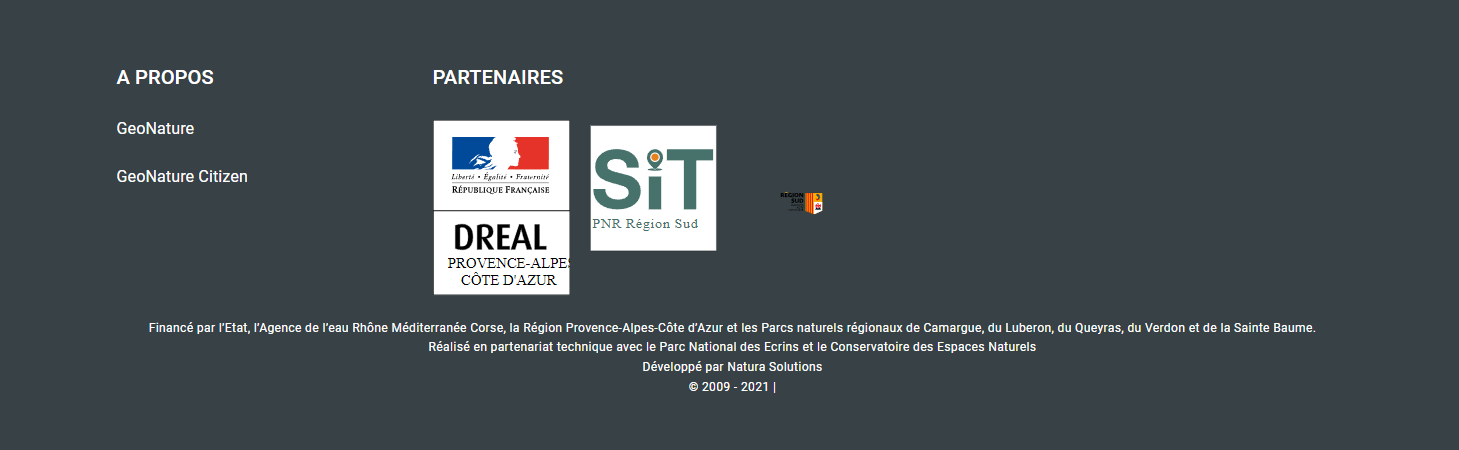 A PROPOS
GeoNature
GeoNature Citizen
PARTENAIRES
Liberté • Égalité • Fraternité
RÉPUBLIQUE FRANÇAISE
DREAL
PROVENCE-ALPES
CÔTE D'AZUR
SiT
PNR Région Sud
RÉGION
SUD
Financé par l’Etat, l’Agence de l’eau Rhône Méditerranée Corse, la Région Provence-Alpes-Côte d’Azur et les Parcs naturels régionaux de Camargue, du Luberon, du Queyras, du Verdon et de la Sainte Baume.
Réalisé en partenariat technique avec le Parc National des Ecrins et le Conservatoire des Espaces Naturels
Développé par Natura Solutions
© 2009 - 2021 |